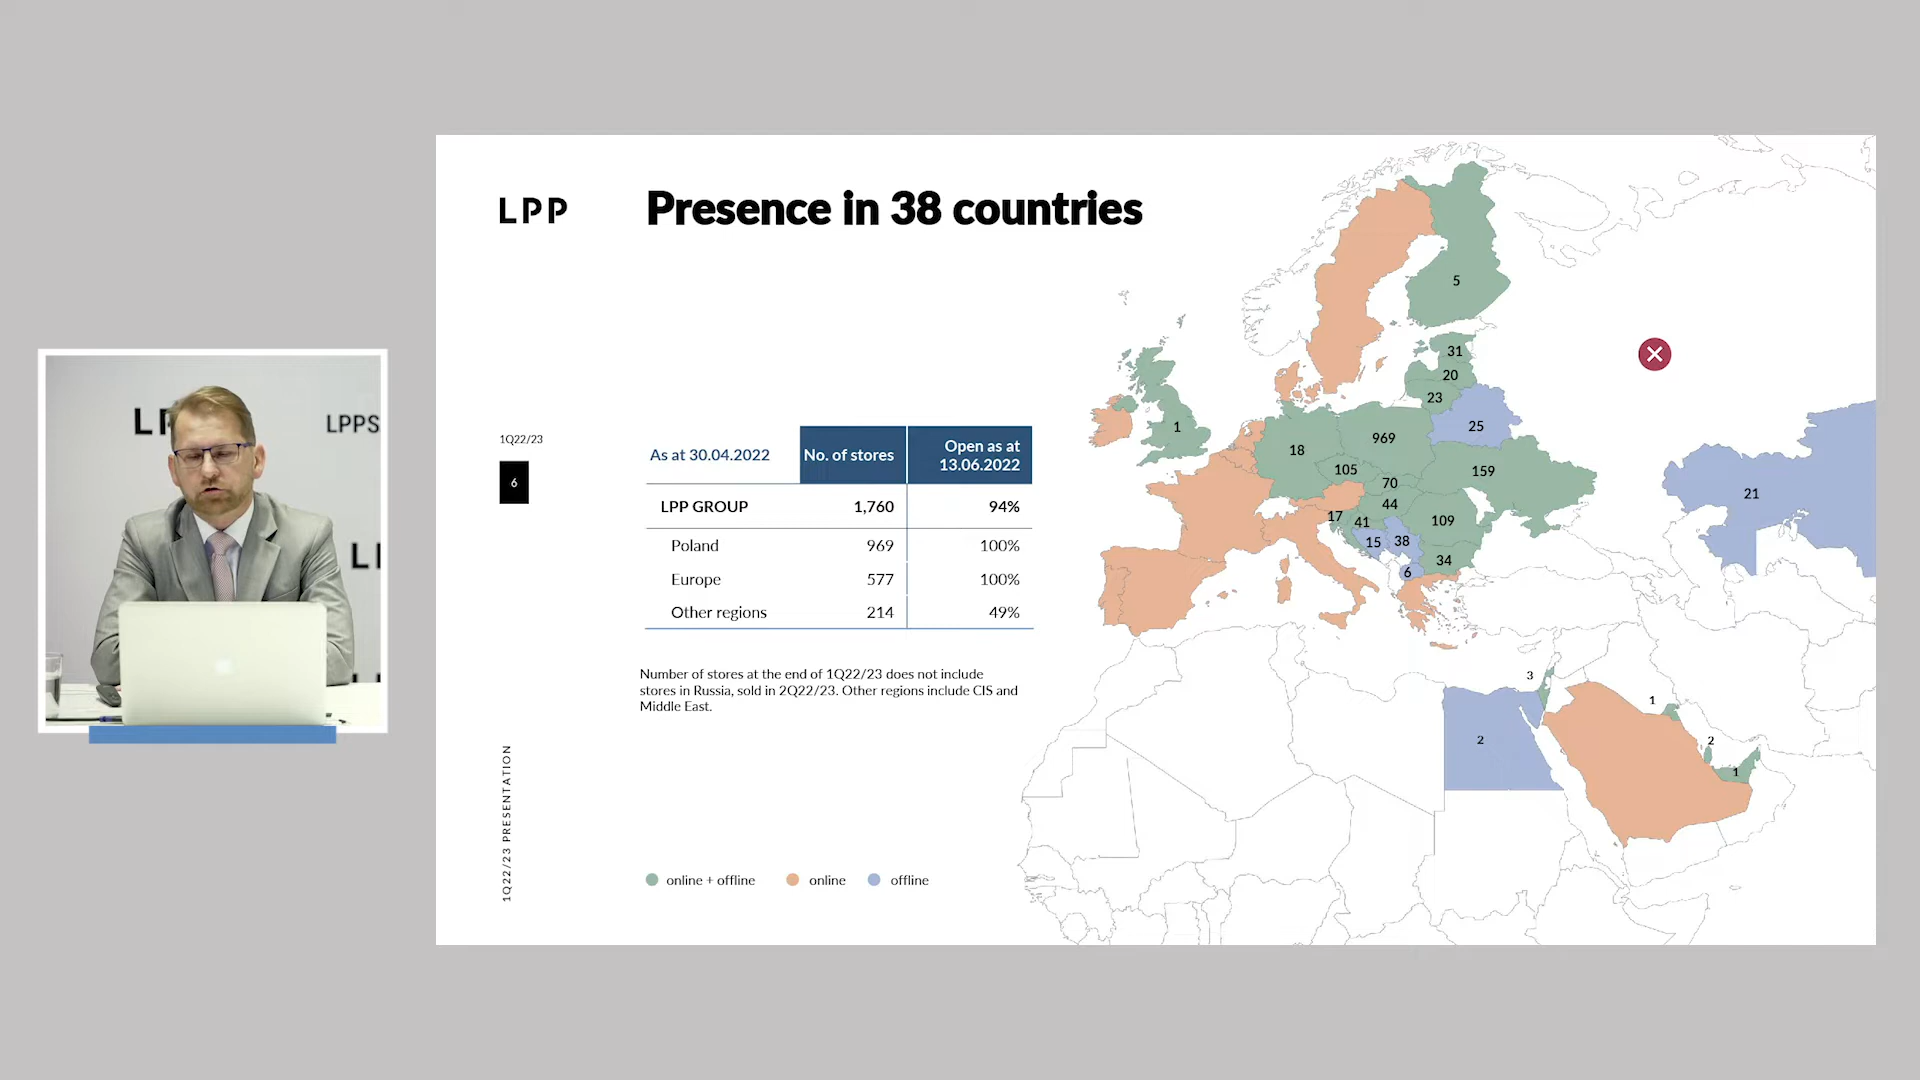 LPP
LPPS
L
LPP
Presence in 38 countries
1Q22/23
6
1Q22/23 PRESENTATION
As at 30.04.2022 No. of stores Open as at 13.06.2022
LPP GROUP 1,760 94%
Poland 969 100%
Europe 577 100%
Other regions 214 49%
Number of stores at the end of 1Q22/23 does not include
stores in Russia, sold in 2Q22/23. Other regions include CIS and
Middle East.
online + offline online offline
5
31
20
23
25
1
18
969
105
159
70
44
17
41
109
15
38
34
6
21
3
1
2
2
1